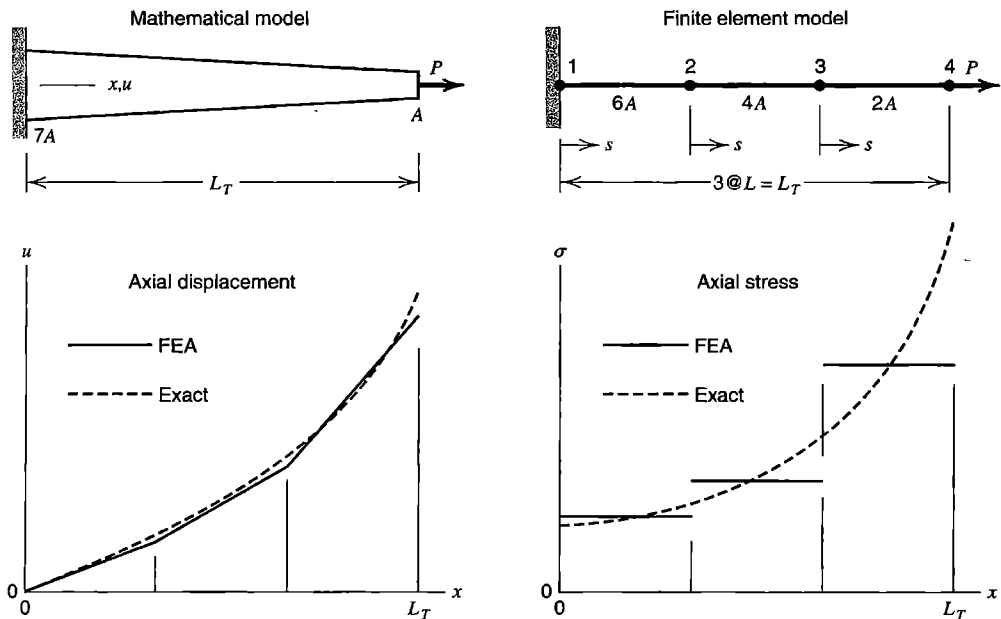 Mathematical model
x,u
P
A
7A
L_T
Finite element model
1
2
3
4
P
6A
4A
2A
s
s
s
3@L = L_T
u
Axial displacement
FEA
Exact
0
0
L_T
x
σ
Axial stress
FEA
Exact
0
0
L_T
x